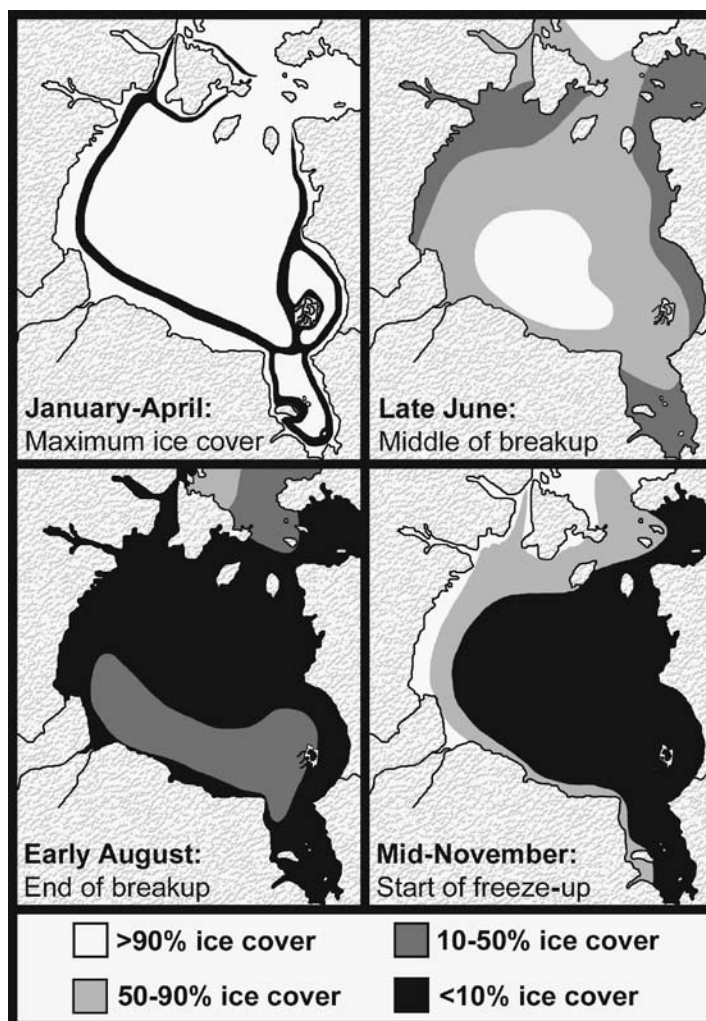 January-April:
Maximum ice cover
Late June:
Middle of breakup
Early August:
End of breakup
Mid-November:
Start of freeze-up
>90% ice cover
10-50% ice cover
50-90% ice cover
<10% ice cover